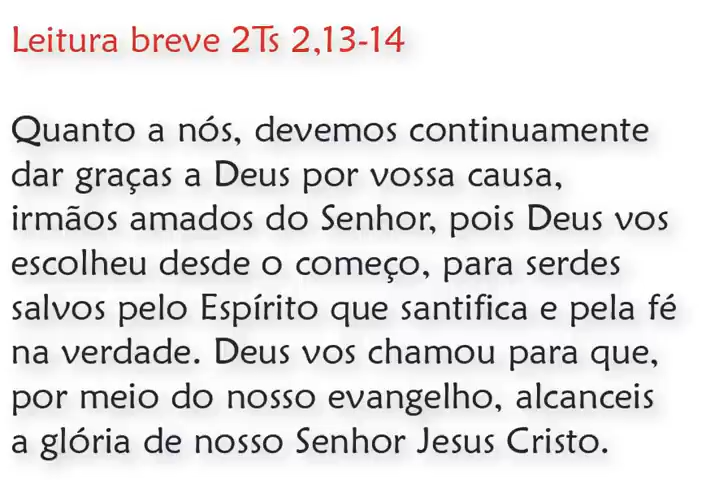 Leitura breve 2Ts 2,13-14
Quanto a nós, devemos continuamente
dar graças a Deus por vossa causa,
irmãos amados do Senhor, pois Deus vos
escolheu desde o começo, para serdes
salvos pelo Espírito que santifica e pela fé
na verdade. Deus vos chamou para que,
por meio do nosso evangelho, alcanceis
a glória de nosso Senhor Jesus Cristo.